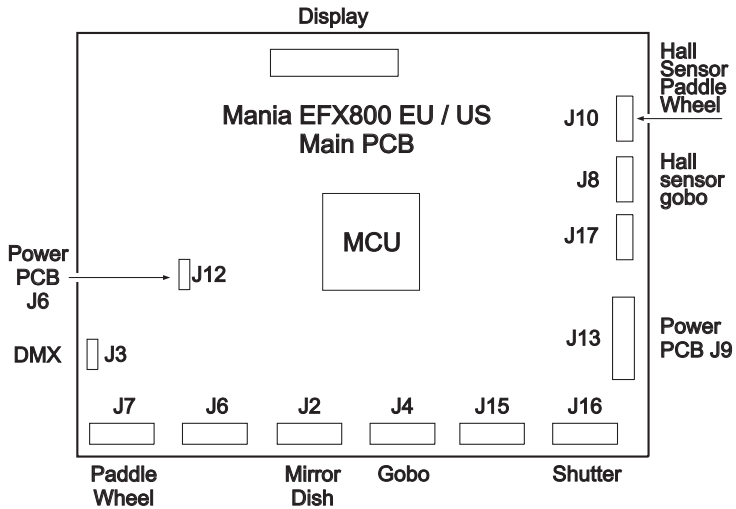 Display
Mania EFX800 EU / US
Main PCB
Hall
Sensor
Paddle
Wheel
J10
J8
Hall
sensor
gobo
J17
MCU
Power
PCB
J6
J12
J13
Power
PCB J9
DMX
J3
J7
J6
J2
J4
J15
J16
Paddle
Wheel
Mirror
Dish
Gobo
Shutter